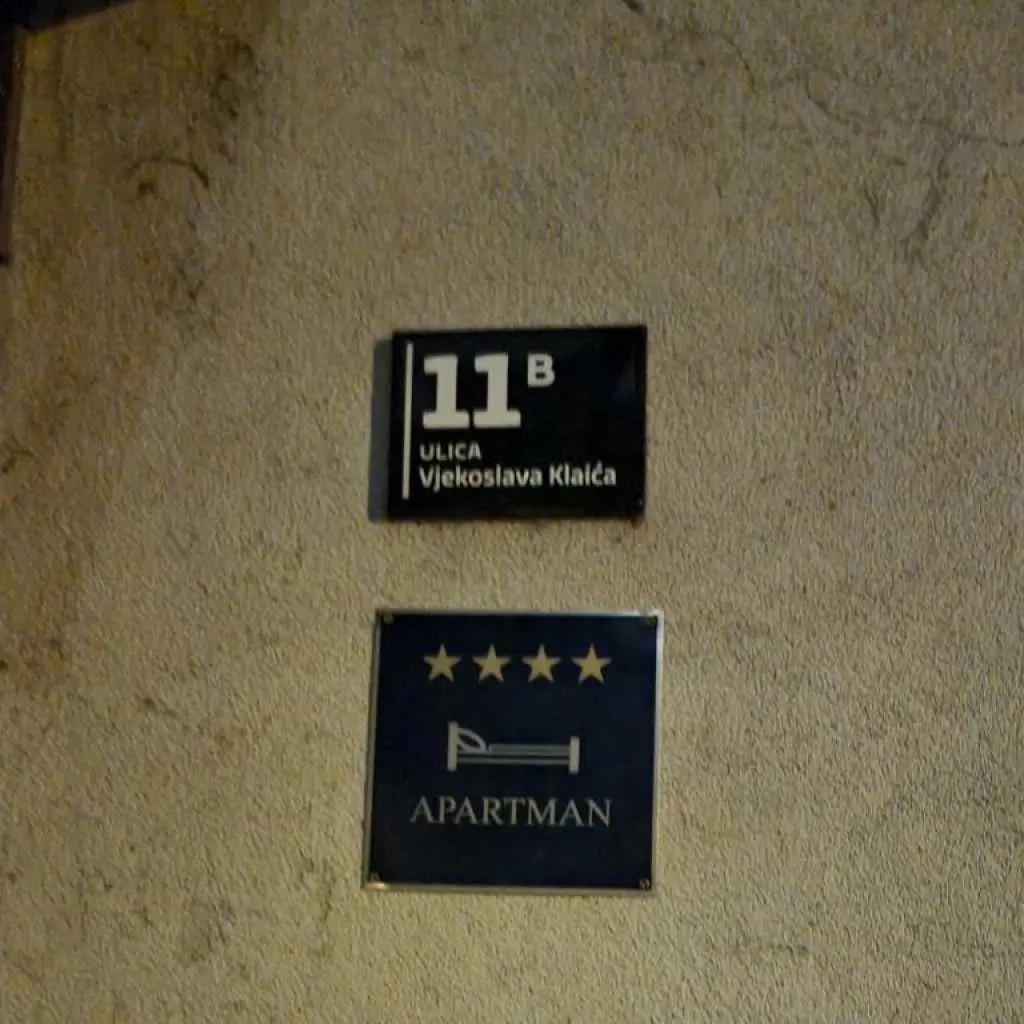 11B
ULICA
Vjekoslava Klaića
APARTMAN